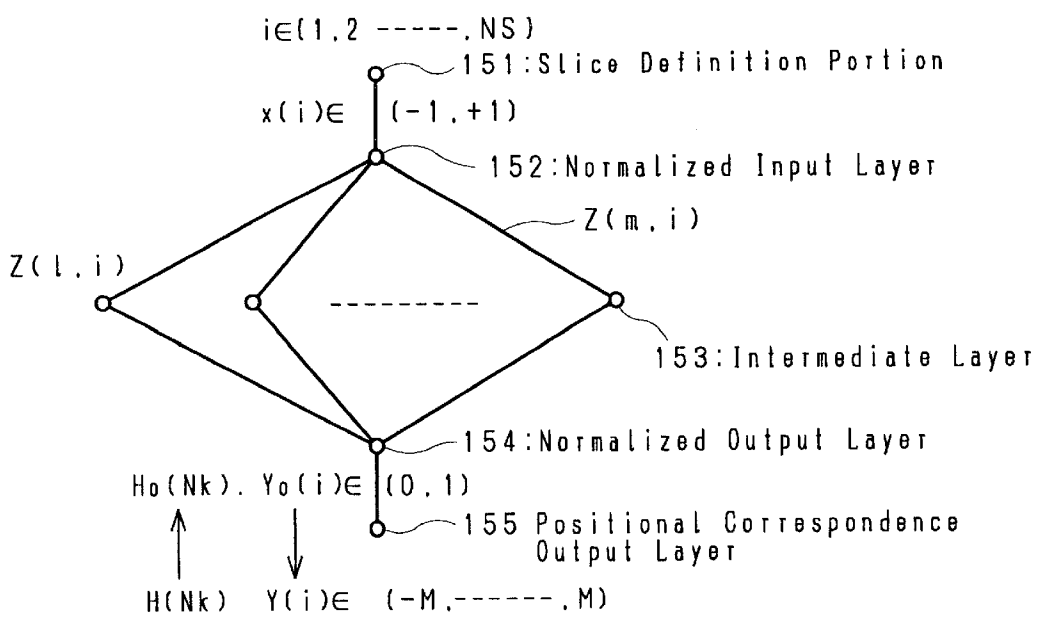 i∈(1,2 -----,NS)
151:Slice Definition Portion
x(i)∈ (-1,+1)
152:Normalized Input Layer
Z(m,i)
Z(l,i)
---------
153:Intermediate Layer
154:Normalized Output Layer
Ho(Nk). Yo(i)∈ (0,1)
155 Positional Correspondence
Output Layer
H(Nk) Y(i)∈ (-M,------,M)